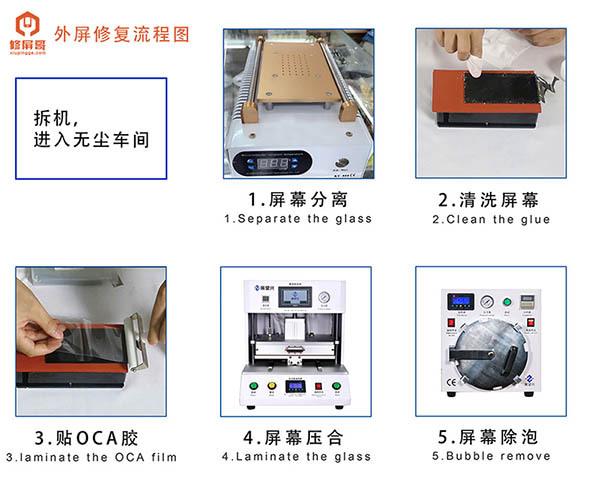 修屏哥
xiupingge.com
外屏修复流程图
拆机，
进入无尘车间
1.屏幕分离
1.Separate the glass
2.清洗屏幕
2.Clean the glue
3.贴OCA胶
3.laminate the OCA film
4.屏幕压合
4.Laminate the glass
5.屏幕除泡
5.Bubble remove